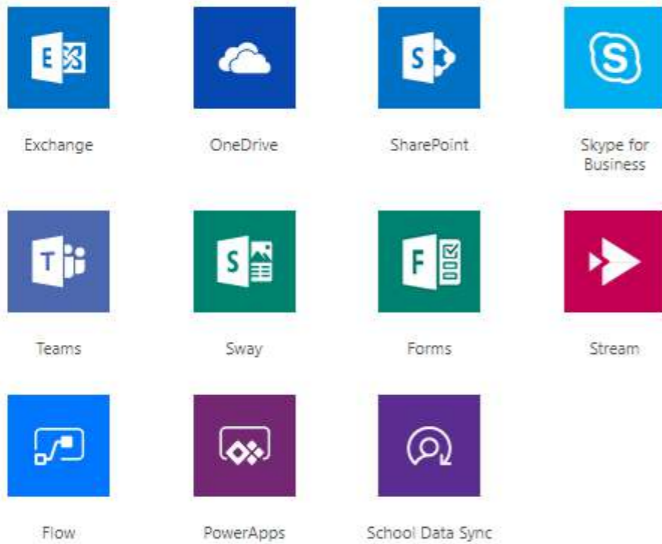 E
S
S
Exchange
OneDrive
SharePoint
Skype for
Business
T
S
F
Teams
Sway
Forms
Stream
Flow
PowerApps
School Data Sync